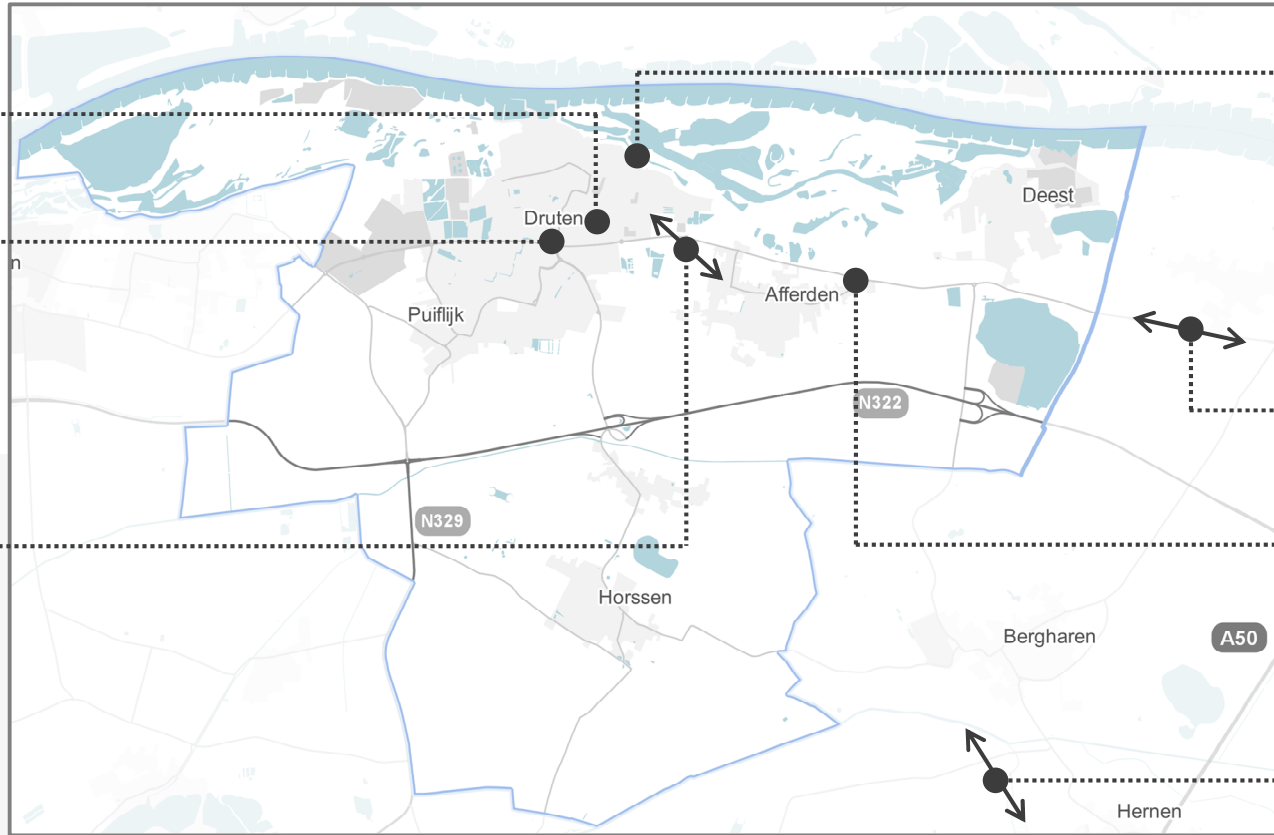 Deest
Druten
n
Afferden
Puiflijk
N322
N329
Horssen
Bergharen
A50
Hernen